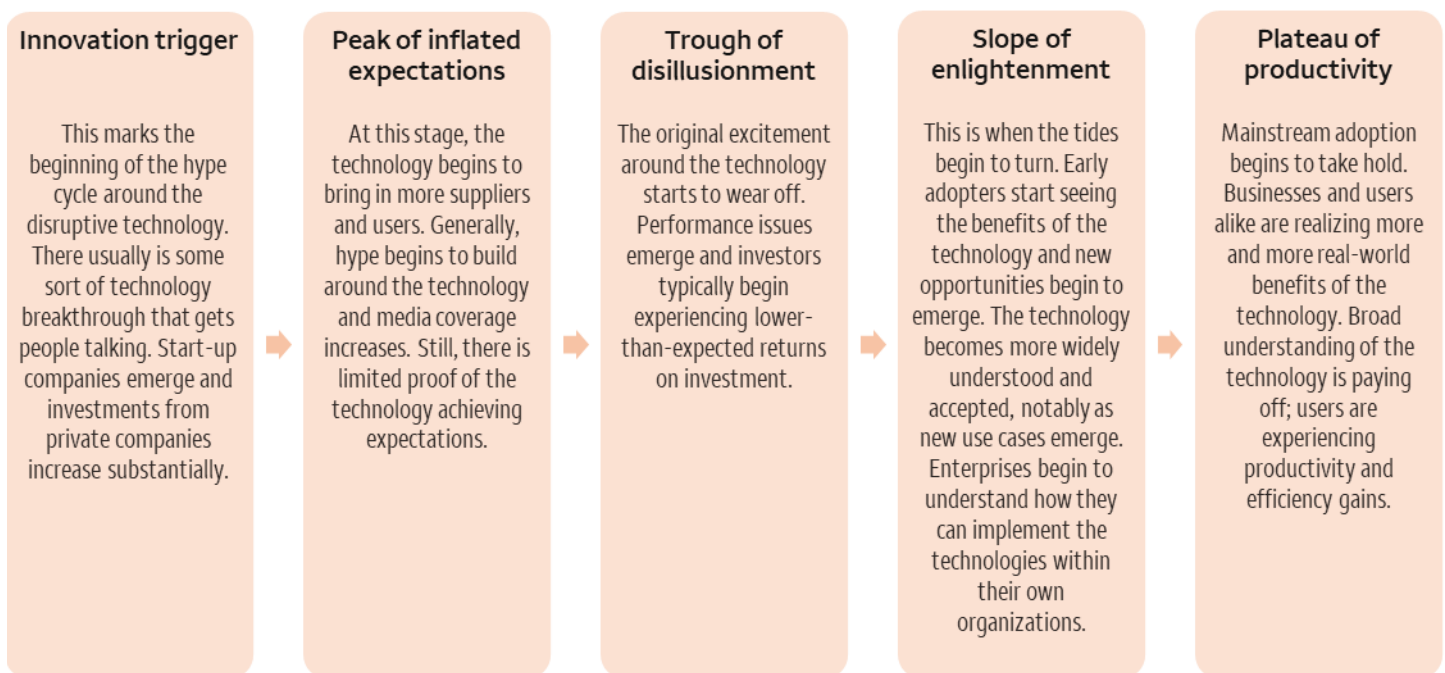 Innovation trigger
This marks the
beginning of the hype
cycle around the
disruptive technology.
There usually is some
sort of technology
breakthrough that gets
people talking. Start-up
companies emerge and
investments from
private companies
increase substantially.
Peak of inflated
expectations
At this stage, the
technology begins to
bring in more suppliers
and users. Generally,
hype begins to build
around the technology
and media coverage
increases. Still, there is
limited proof of the
technology achieving
expectations.
Trough of
disillusionment
The original excitement
around the technology
starts to wear off.
Performance issues
emerge and investors
typically begin
experiencing lower-
than-expected returns
on investment.
Slope of
enlightenment
This is when the tides
begin to turn. Early
adopters start seeing
the benefits of the
technology and new
opportunities begin to
emerge. The technology
becomes more widely
understood and
accepted, notably as
new use cases emerge.
Enterprises begin to
understand how they
can implement the
technologies within
their own
organizations.
Plateau of
productivity
Mainstream adoption
begins to take hold.
Businesses and users
alike are realizing more
and more real-world
benefits of the
technology. Broad
understanding of the
technology is paying
off; users are
experiencing
productivity and
efficiency gains.